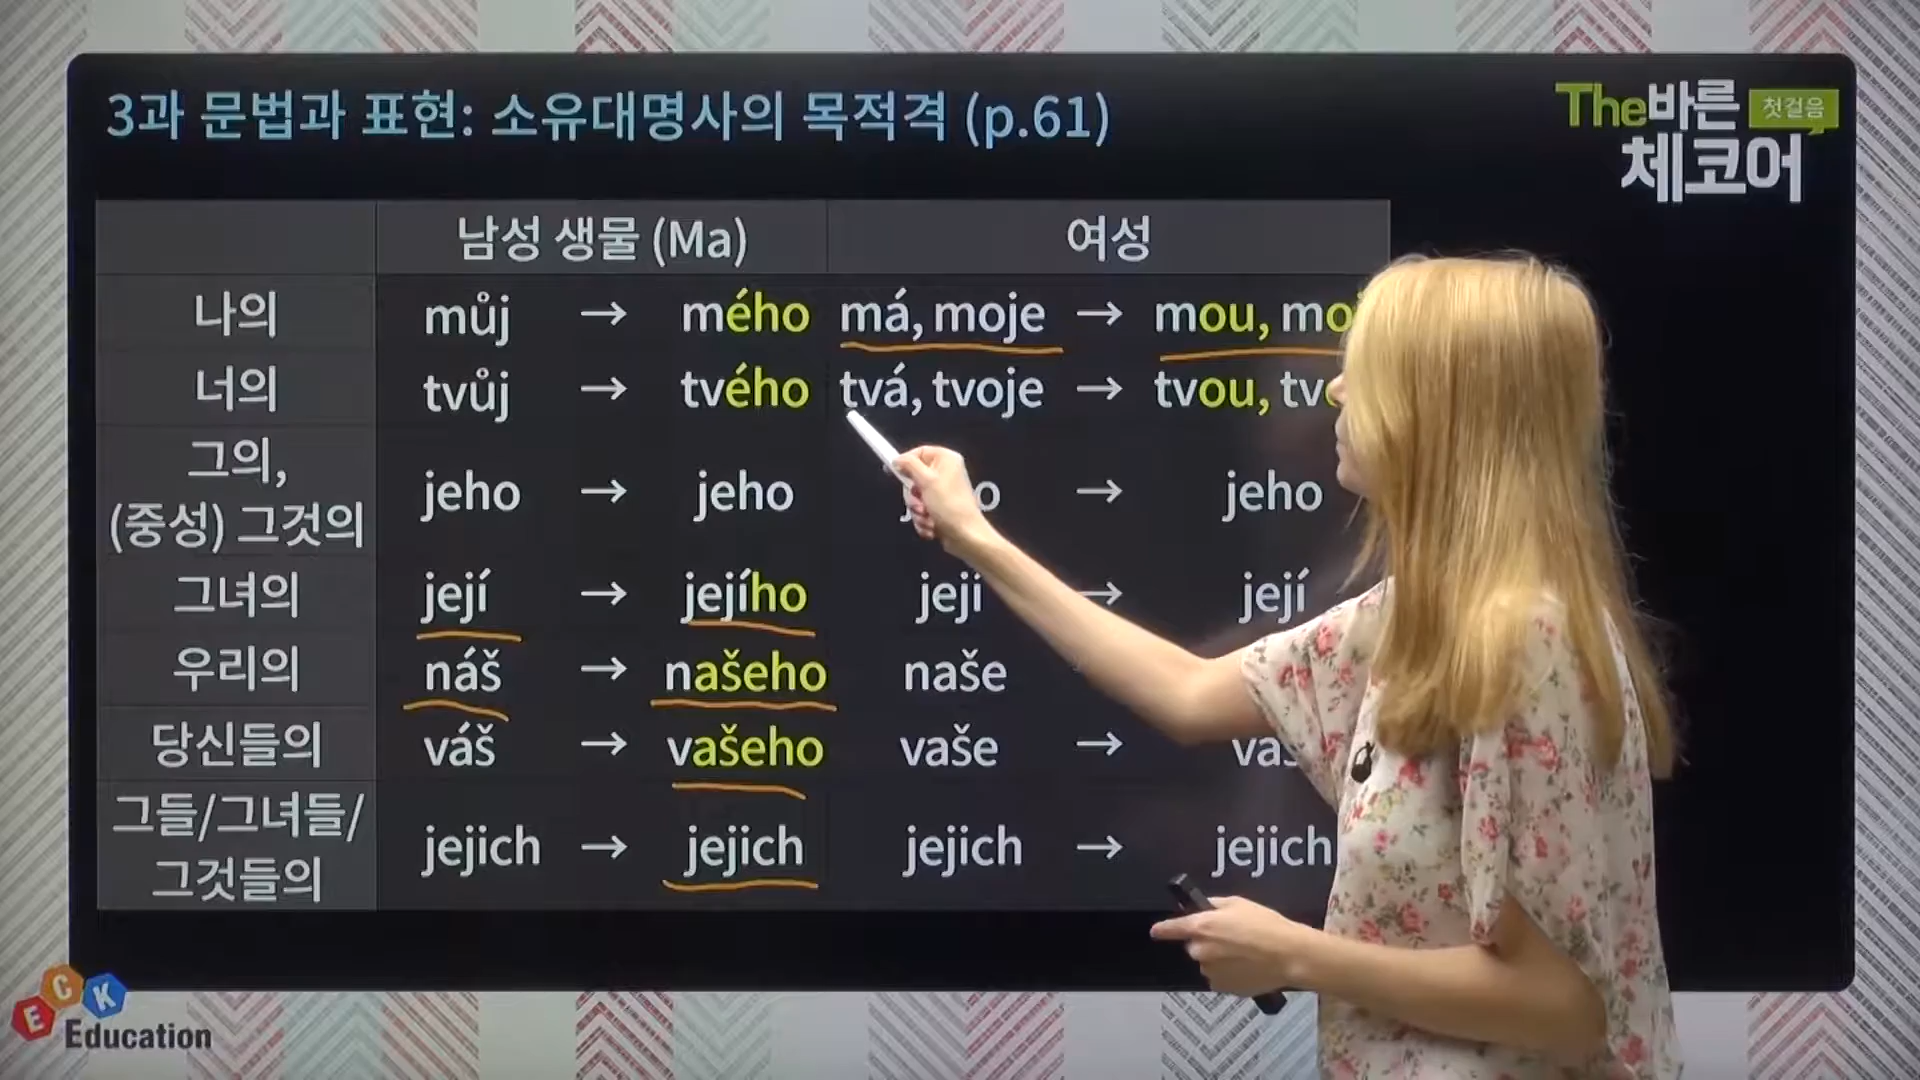 3과 문법과 표현: 소유대명사의 목적격 (p.61)
The바른 첫걸음
체코어
남성 생물 (Ma) 여성
나의 můj → mého má, moje → mou,
너의 tvůj → tvého tvá, tvoje → tvou,
그의,
(중성) 그것의 jeho → jeho → jeho
그녀의 její → jejího jeji → její
우리의 náš → našeho naše
당신들의 váš → vašeho vaše →
그들/그녀들/
그것들의 jejich → jejich jejich → jejich
ECK
Education